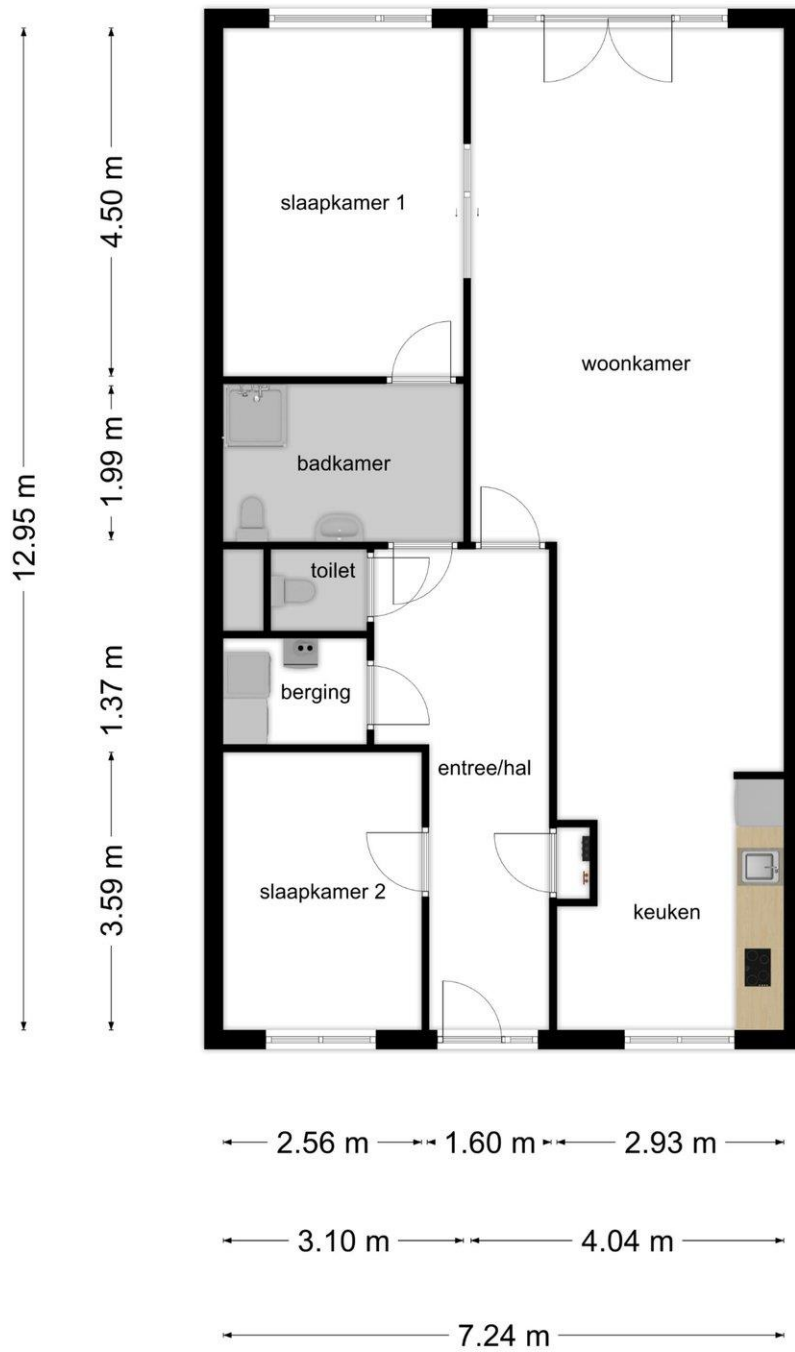 slaapkamer 1
woonkamer
badkamer
toilet
berging
entree/hal
slaapkamer 2
keuken
12.95 m
4.50 m
1.99 m
1.37 m
3.59 m
2.56 m
1.60 m
2.93 m
3.10 m
4.04 m
7.24 m